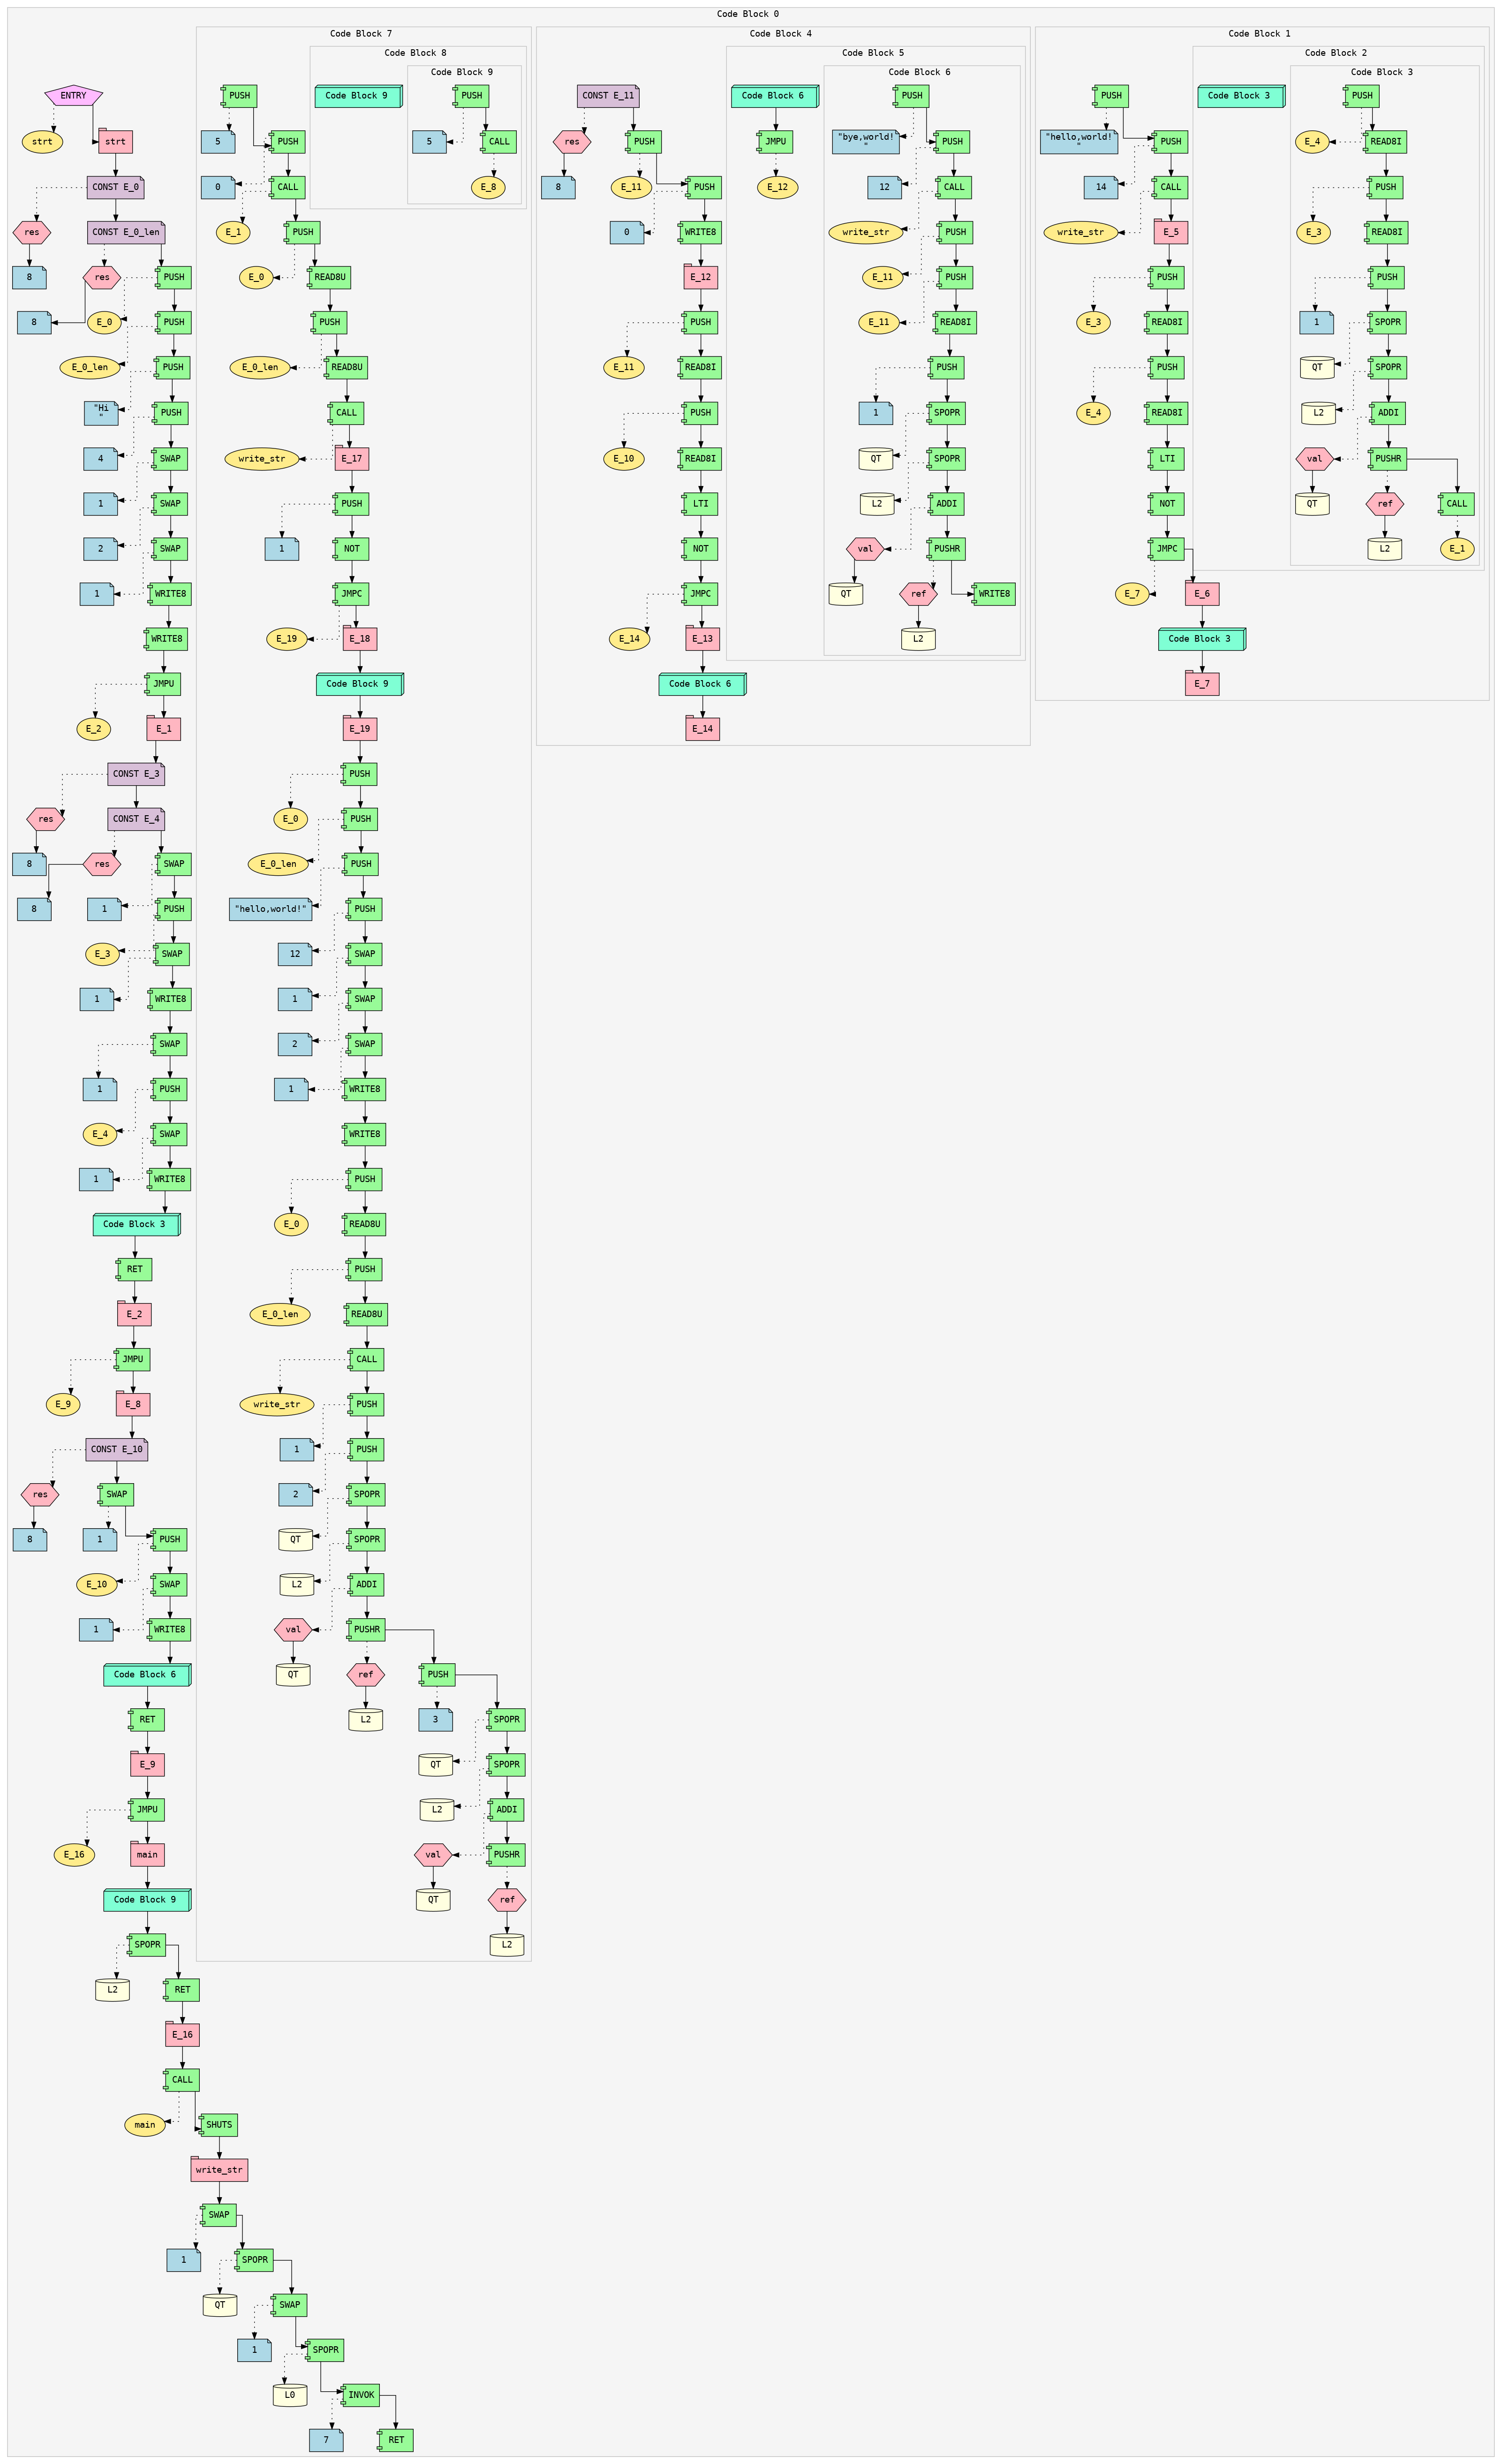 Code Block 0
ENTRY
strt
strt
CONST E_0
res
CONST E_0_len
8
res
PUSH
8
E_0
PUSH
E_0_len
PUSH
"Hi
"
PUSH
4
SWAP
1
SWAP
2
SWAP
1
WRITE8
WRITE8
JMPU
E_2
E_1
CONST E_3
res
CONST E_4
8
res
SWAP
8
1
PUSH
E_3
SWAP
1
WRITE8
SWAP
1
PUSH
E_4
SWAP
1
WRITE8
Code Block 3
RET
E_2
JMPU
E_9
E_8
CONST E_10
res
SWAP
8
1
PUSH
E_10
SWAP
1
WRITE8
Code Block 6
RET
E_9
JMPU
E_16
main
Code Block 9
SPOPR
L2
RET
E_16
CALL
main
SHUTS
write_str
SWAP
1
SPOPR
QT
SWAP
1
SPOPR
L0
INVOK
7
RET
Code Block 7
PUSH
5
PUSH
0
CALL
E_1
PUSH
E_0
READ8U
PUSH
E_0_len
READ8U
CALL
write_str
E_17
PUSH
1
NOT
JMPC
E_19
E_18
Code Block 9
E_19
PUSH
E_0
PUSH
E_0_len
PUSH
"hello,world!"
PUSH
12
SWAP
1
SWAP
2
SWAP
1
WRITE8
WRITE8
PUSH
E_0
READ8U
PUSH
E_0_len
READ8U
CALL
write_str
PUSH
1
PUSH
2
SPOPR
QT
SPOPR
L2
ADDI
val
PUSHR
QT
ref
PUSH
L2
3
SPOPR
QT
SPOPR
L2
ADDI
val
PUSHR
QT
ref
L2
Code Block 8
Code Block 9
Code Block 9
PUSH
5
CALL
E_8
Code Block 4
CONST E_11
res
PUSH
8
E_11
PUSH
0
WRITE8
E_12
PUSH
E_11
READ8I
PUSH
E_10
READ8I
LTI
NOT
JMPC
E_14
E_13
Code Block 6
E_14
Code Block 5
Code Block 6
JMPU
E_12
Code Block 6
PUSH
"bye,world!
"
PUSH
12
CALL
write_str
PUSH
E_11
PUSH
E_11
READ8I
PUSH
1
SPOPR
QT
SPOPR
L2
ADDI
val
PUSHR
QT
ref
WRITE8
L2
Code Block 1
PUSH
"hello,world!
"
PUSH
14
CALL
write_str
E_5
PUSH
E_3
READ8I
PUSH
E_4
READ8I
LTI
NOT
JMPC
E_7
E_6
Code Block 3
E_7
Code Block 2
Code Block 3
Code Block 3
PUSH
E_4
READ8I
PUSH
E_3
READ8I
PUSH
1
SPOPR
QT
SPOPR
L2
ADDI
val
PUSHR
QT
ref
CALL
L2
E_1